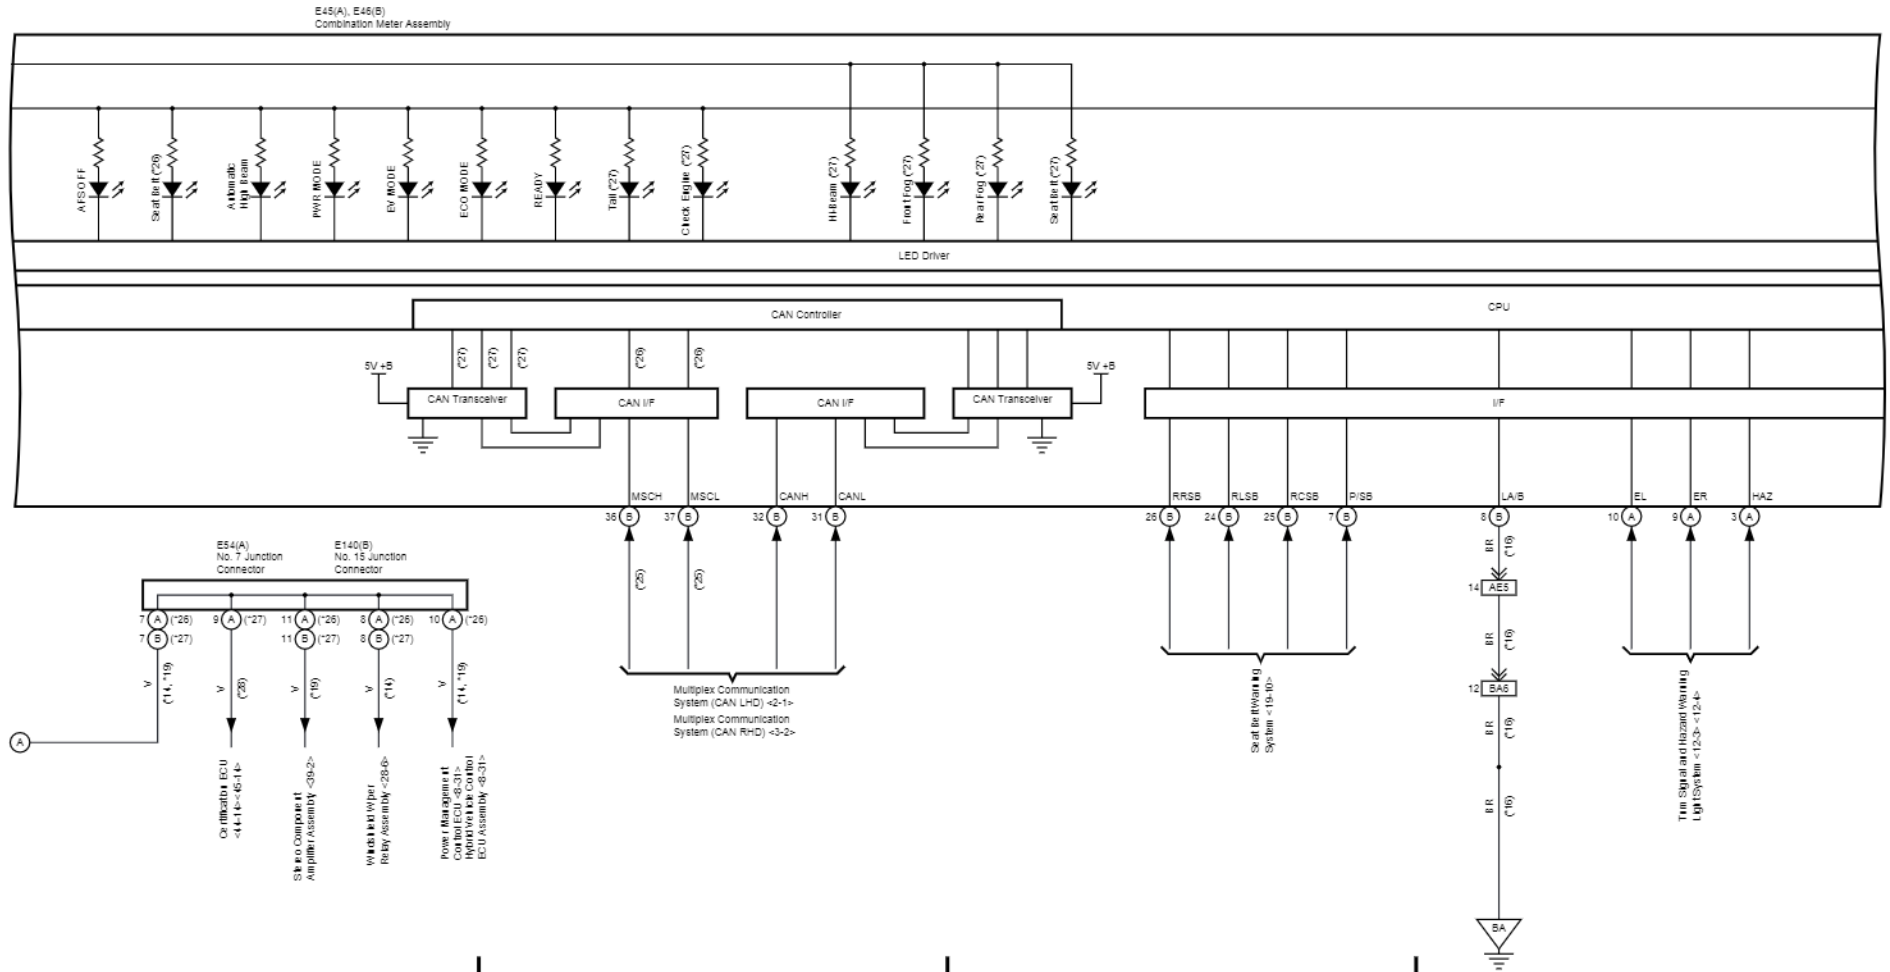 E45(A), E46(B)
Combination Meter Assembly
AFS OFF
Seat Belt (*26)
Automatic
High Beam
PWR MODE
EV MODE
ECO MODE
READY
Tail (*27)
Check Engine (*27)
Hi-Beam (*27)
Front Fog (*27)
Rear Fog (*27)
Seat Belt (*27)
LED Driver
CAN Controller
CPU
(*27)
(*27)
(*27)
(*26)
(*26)
5V +B
5V +B
CAN Transceiver
CAN I/F
CAN I/F
CAN Transceiver
I/F
MSCH
MSCL
CANH
CANL
RRSB
RLSB
RCSB
P/SB
LA/B
EL
ER
HAZ
36 B
37 B
32 B
31 B
26 B
24 B
25 B
7 B
8 B
10 A
9 A
3 A
E54(A)
No. 7 Junction
Connector
E140(B)
No. 15 Junction
Connector
(*25)
(*25)
BR
(*16)
14 AE5
7 A (*26)
9 A (*27)
11 A (*26)
8 A (*26)
10 A (*26)
7 B (*27)
11 B (*27)
8 B (*27)
BR
(*16)
V
(*14, *19)
V
(*28)
V
(*19)
V
(*14)
V
(*14, *19)
12 BA6
Multiplex Communication
System (CAN LHD) <2-1>
Multiplex Communication
System (CAN RHD) <3-2>
Seat Belt Warning
System <19-10>
BR
(*16)
Turn Signal and Hazard Warning
Light System <12-3> <12-4>
A
Certification ECU
<44-14><45-14>
Stereo Component
Amplifier Assembly <39-2>
Windshield Wiper
Relay Assembly <28-6>
Power Management
Control ECU <8-31>
Hybrid Vehicle Control
ECU Assembly <8-31>
BR
(*16)
BA